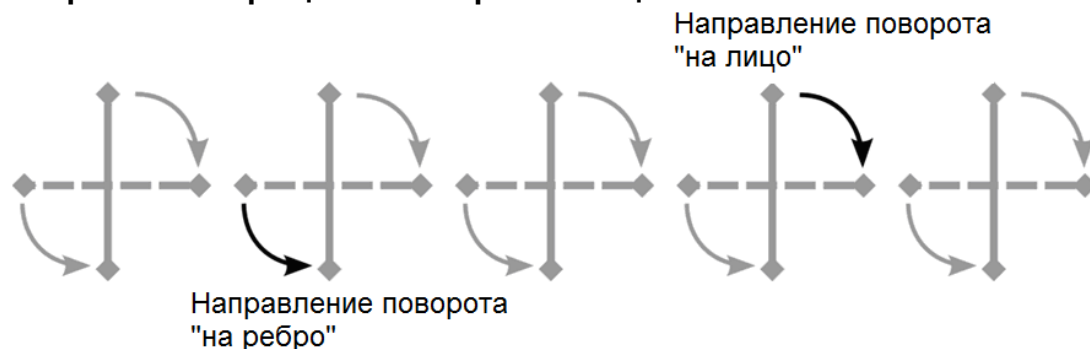 Направление поворота
"на лицо"
Направление поворота
"на ребро"